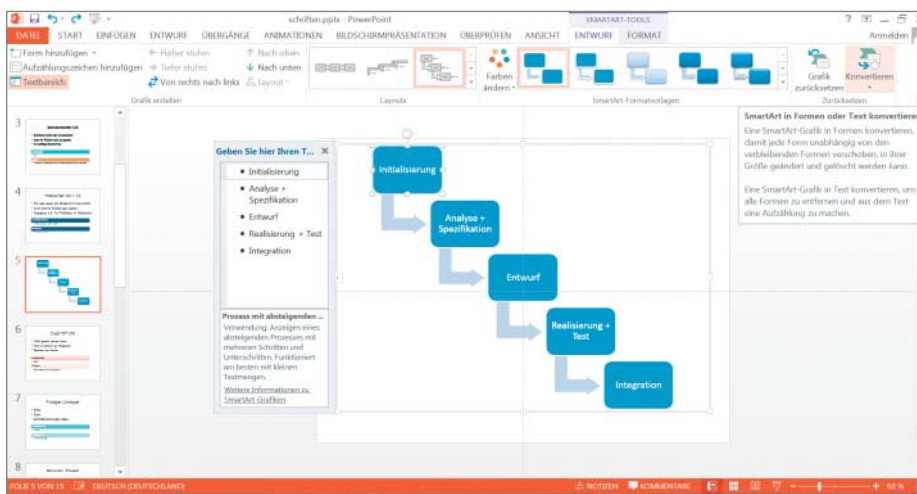 schriften.pptx - PowerPoint
SMARTART-TOOLS
DATEI START EINFÜGEN ENTWURF ÜBERGÄNGE ANIMATIONEN BILDSCHIRMPRÄSENTATION ÜBERPRÜFEN ANSICHT ENTWURF FORMAT Anmelden
Form hinzufügen
Höher stufen
Nach oben
Aufzählungszeichen hinzufügen
Tiefer stufen
Nach unten
Textbereich
Von rechts nach links
Layout
Farben
ändern
Grafik
zurücksetzen
Konvertieren
Grafik erstellen
Layouts
SmartArt-Formatvorlagen
Zurücksetzen
SmartArt in Formen oder Text konvertieren
Eine SmartArt-Grafik in Formen konvertieren,
damit jede Form unabhängig von den
verbleibenden Formen verschoben, in ihrer
Größe geändert und gelöscht werden kann.
Eine SmartArt-Grafik in Text konvertieren, um
alle Formen zu entfernen und aus dem Text
eine Aufzählung zu machen.
3
4
5
6
7
8
Geben Sie hier Ihren T...
Initialisierung
Analyse +
Spezifikation
Entwurf
Realisierung + Test
Integration
Prozess mit absteigenden ...
Verwendung: Anzeigen eines
absteigenden Prozesses mit
mehreren Schritten und
Unterschritten. Funktioniert
am besten mit kleinen
Textmengen.
Weitere Informationen zu
SmartArt-Grafiken
Initialisierung
Analyse +
Spezifikation
Entwurf
Realisierung +
Test
Integration
FOLIE 5 VON 15 DEUTSCH (DEUTSCHLAND) NOTIZEN KOMMENTARE 60 %